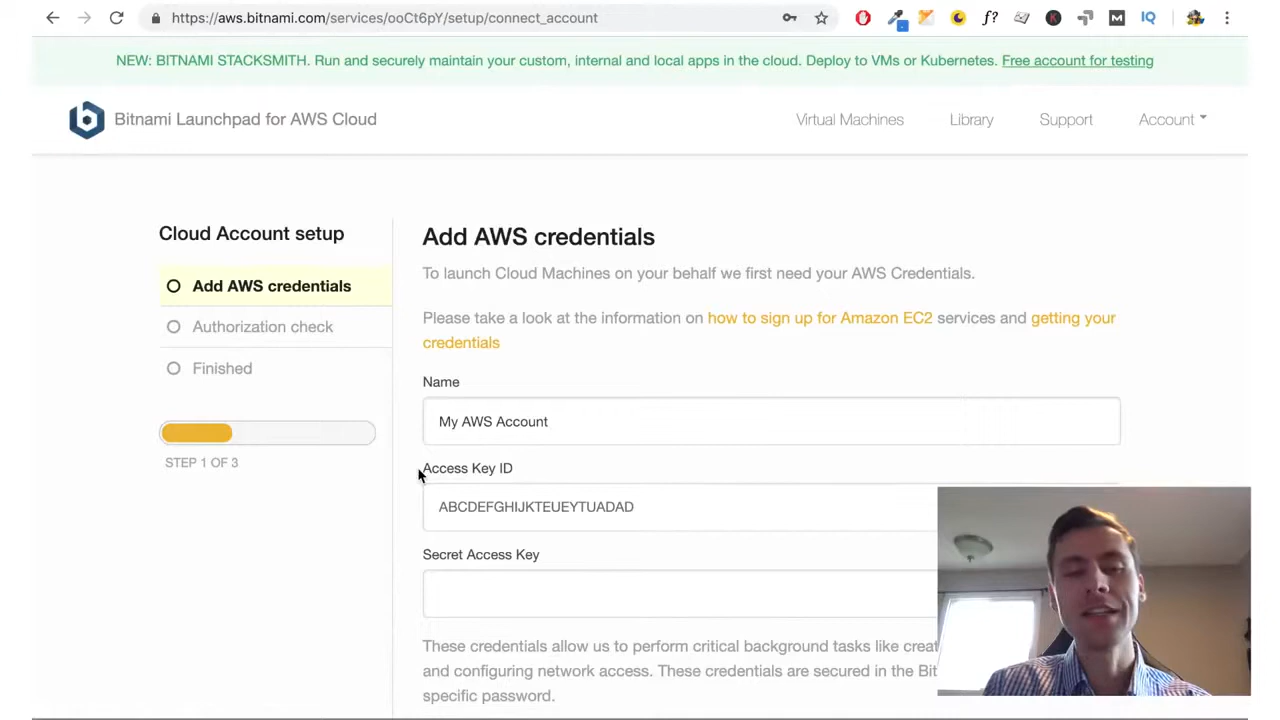 https://aws.bitnami.com/services/ooCt6pY/setup/connect_account
NEW: BITNAMI STACKSMITH. Run and securely maintain your custom, internal and local apps in the cloud. Deploy to VMs or Kubernetes. Free account for testing
Bitnami Launchpad for AWS Cloud
Virtual Machines
Library
Support
Account
Cloud Account setup
Add AWS credentials
Authorization check
Finished
STEP 1 OF 3
Add AWS credentials
To launch Cloud Machines on your behalf we first need your AWS Credentials.
Please take a look at the information on how to sign up for Amazon EC2 services and getting your
credentials
Name
My AWS Account
Access Key ID
ABCDEFGHIJKTEUEYTUADAD
Secret Access Key
These credentials allow us to perform critical background tasks like creat
and configuring network access. These credentials are secured in the Bit
specific password.